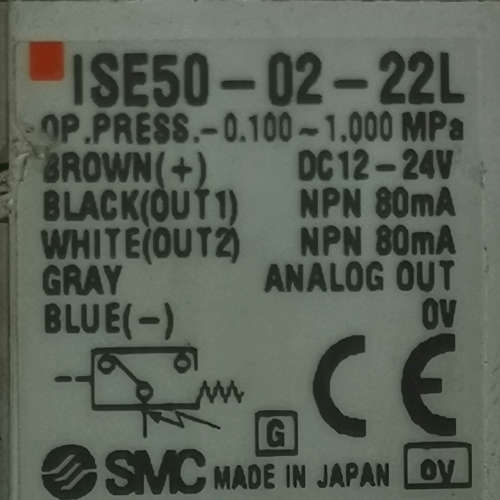 ISE50-02-22L
OP.PRESS.-0.100~1.000 MPa
BROWN(+) DC12-24V
BLACK(OUT1) NPN 80mA
WHITE(OUT2) NPN 80mA
GRAY ANALOG OUT
BLUE(-) 0V
CE
G
SMC MADE IN JAPAN OV